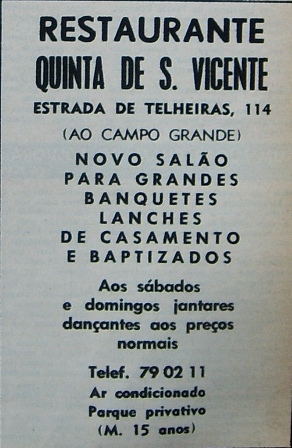 RESTAURANTE
QUINTA DE S. VICENTE
ESTRADA DE TELHEIRAS, 114
(AO CAMPO GRANDE)
NOVO SALÃO
PARA GRANDES
BANQUETES
LANCHES
DE CASAMENTO
E BAPTIZADOS
Aos sábados
e domingos jantares
dançantes aos preços
normais
Telef. 79 02 11
Ar condicionado
Parque privativo
(M. 15 anos)